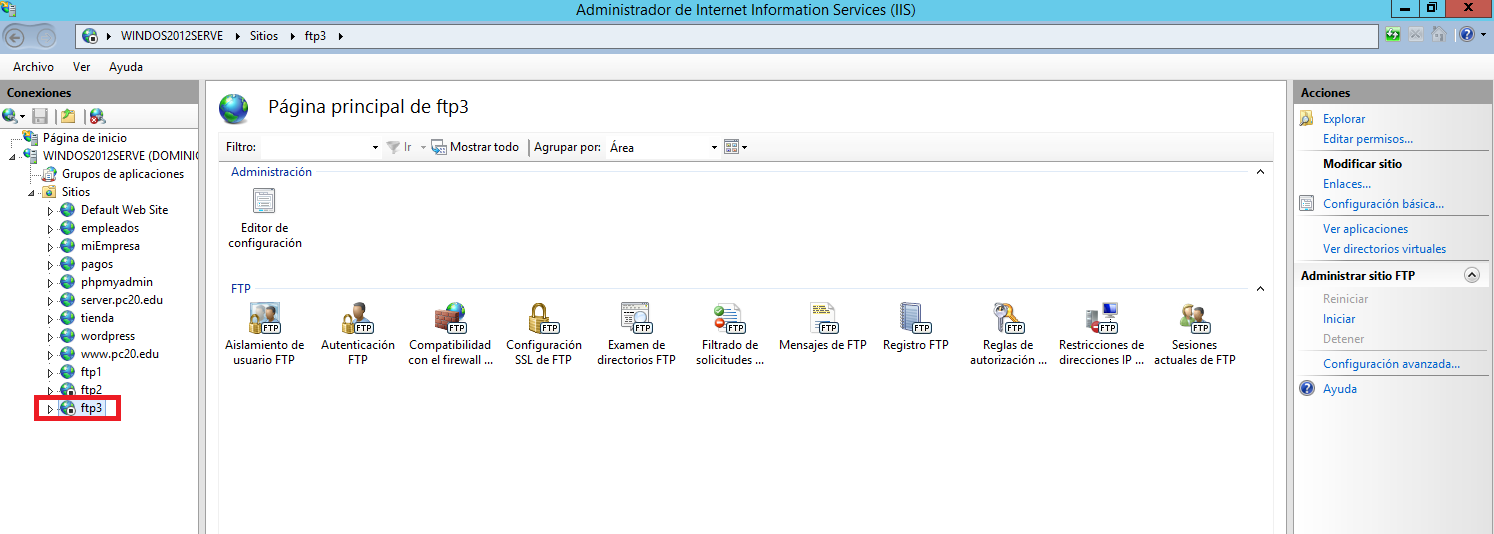 Administrador de Internet Information Services (IIS)
WINDOS2012SERVE
Sitios
ftp3
Archivo
Ver
Ayuda
Conexiones
Página de inicio
WINDOS2012SERVE (DOMINIC
Grupos de aplicaciones
Sitios
Default Web Site
empleados
miEmpresa
pagos
phpmyadmin
server.pc20.edu
tienda
wordpress
www.pc20.edu
ftp1
ftp2
ftp3
Página principal de ftp3
Filtro:
Ir
Mostrar todo
Agrupar por:
Área
Administración
Editor de
configuración
FTP
Aislamiento de
usuario FTP
Autenticación
FTP
Compatibilidad
con el firewall ...
Configuración
SSL de FTP
Examen de
directorios FTP
Filtrado de
solicitudes ...
Mensajes de FTP
Registro FTP
Reglas de
autorización ...
Restricciones de
direcciones IP ...
Sesiones
actuales de FTP
Acciones
Explorar
Editar permisos...
Modificar sitio
Enlaces...
Configuración básica...
Ver aplicaciones
Ver directorios virtuales
Administrar sitio FTP
Reiniciar
Iniciar
Detener
Configuración avanzada...
Ayuda